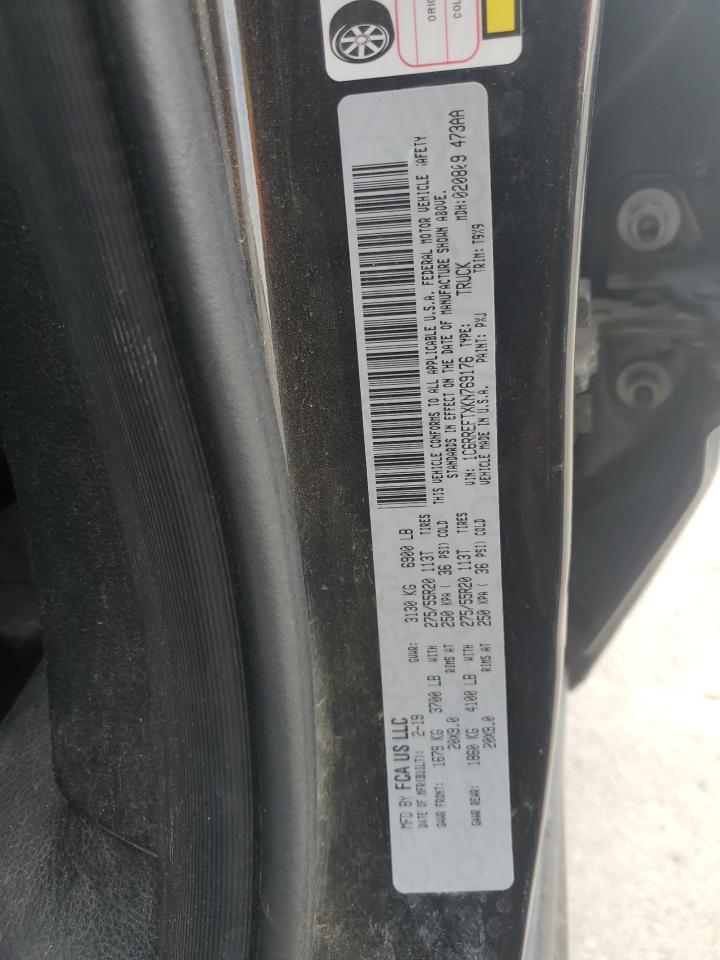 ORIG
COL
MFD BY FCA US LLC
DATE OF MFR(BUILT): 2-19 GVWR: 3130 KG 6900 LB
GAWR FRONT: 1679 KG 3700 LB WITH 275/55R20 113T TIRES
20X9.0 RIMS AT 250 KPA ( 36 PSI) COLD
GAWR REAR: 1860 KG 4100 LB WITH 275/55R20 113T TIRES
20X9.0 RIMS AT 250 KPA ( 36 PSI) COLD
THIS VEHICLE CONFORMS TO ALL APPLICABLE U.S.A. FEDERAL MOTOR VEHICLE SAFETY
STANDARDS IN EFFECT ON THE DATE OF MANUFACTURE SHOWN ABOVE.
VIN: 1C6RREFTXKN769176 TYPE: TRUCK MDH: 473AA
VEHICLE MADE IN U.S.A. PAINT: PXJ TRIM: T9X9